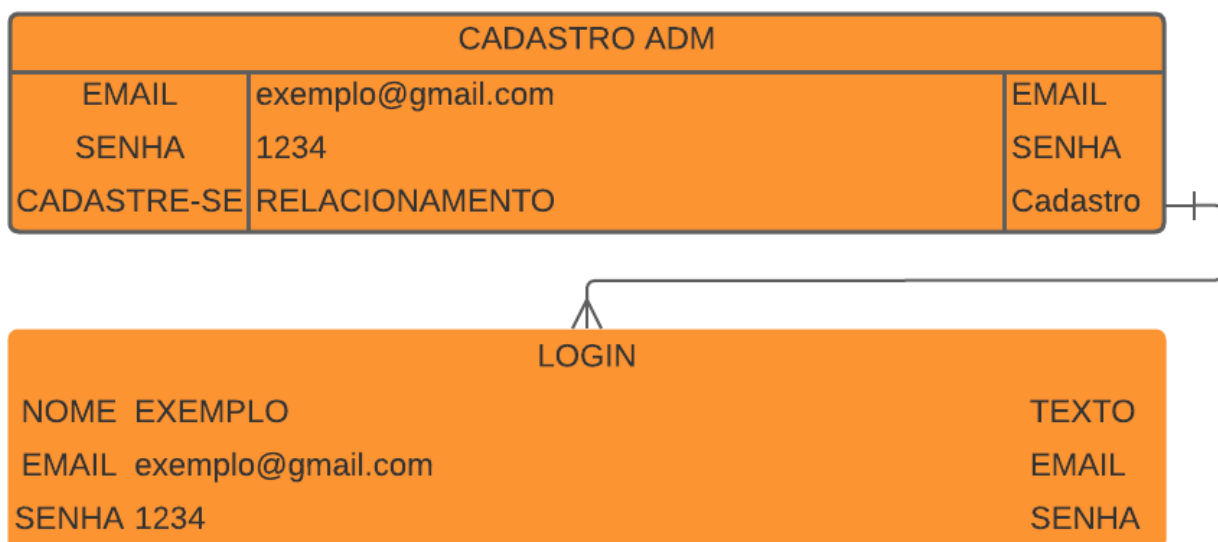 CADASTRO ADM
EMAIL exemplo@gmail.com EMAIL
SENHA 1234 SENHA
CADASTRE-SE RELACIONAMENTO Cadastro
LOGIN
NOME EXEMPLO TEXTO
EMAIL exemplo@gmail.com EMAIL
SENHA 1234 SENHA